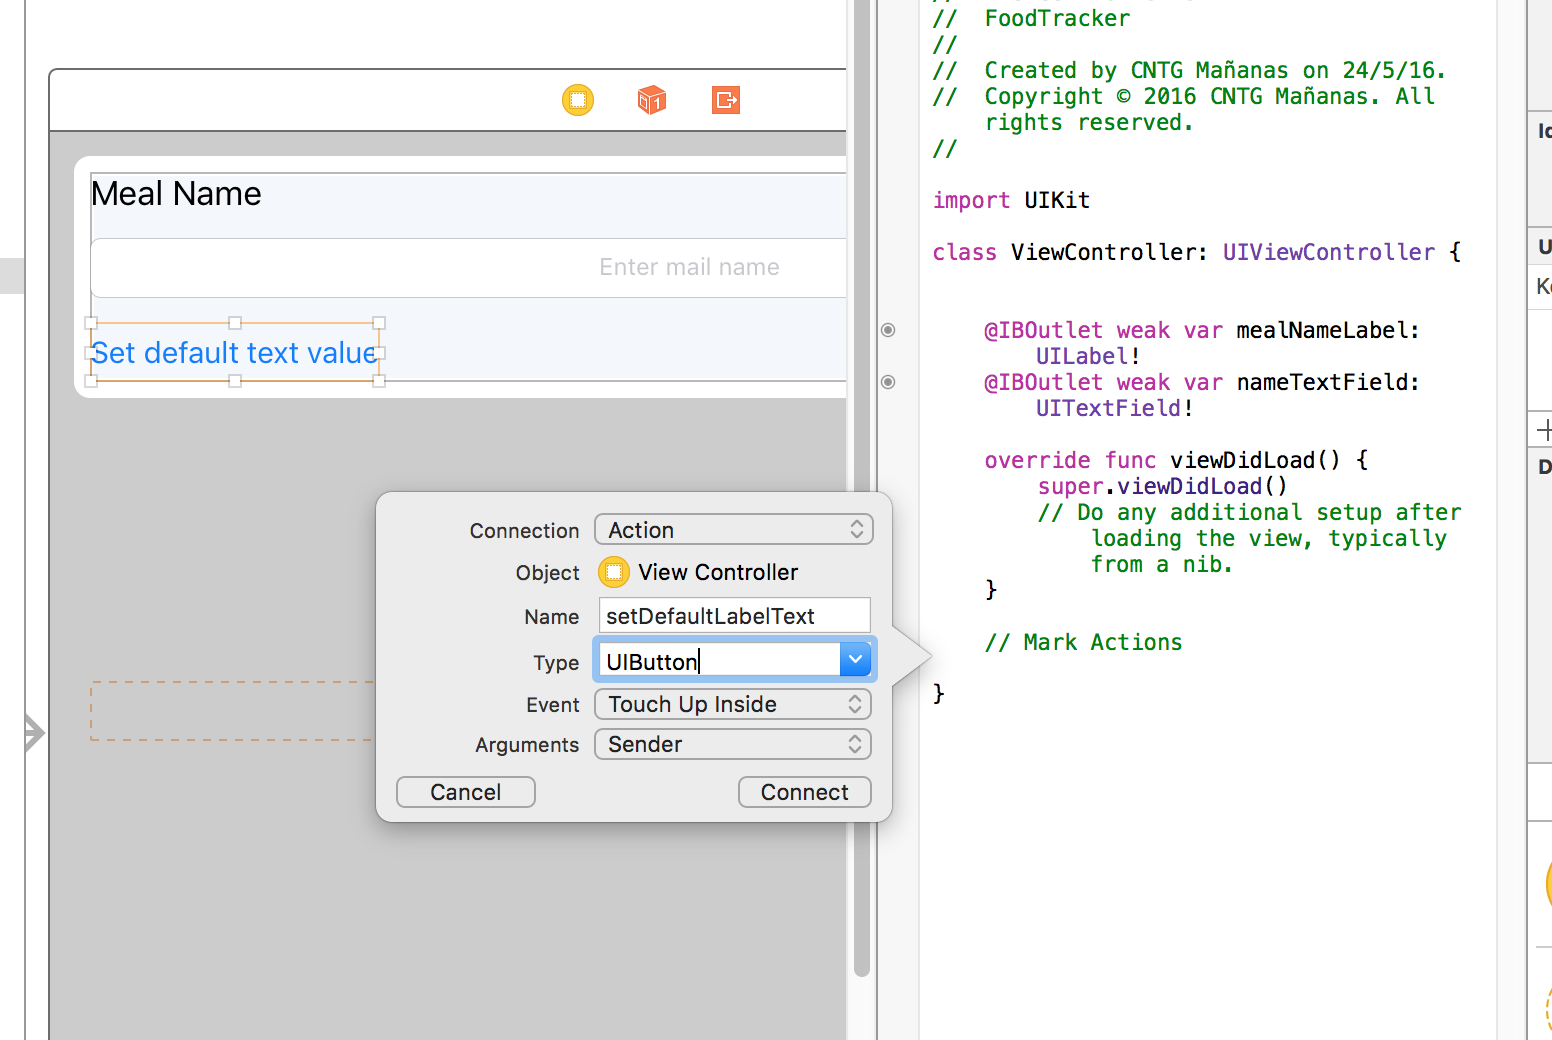 Meal Name
Enter mail name
Set default text value
Connection Action
Object View Controller
Name setDefaultLabelText
Type UIButton
Event Touch Up Inside
Arguments Sender
Cancel Connect
// FoodTracker
//
// Created by CNTG Mañanas on 24/5/16.
// Copyright © 2016 CNTG Mañanas. All
rights reserved.
//
import UIKit
class ViewController: UIViewController {
@IBOutlet weak var mealNameLabel:
UILabel!
@IBOutlet weak var nameTextField:
UITextField!
override func viewDidLoad() {
super.viewDidLoad()
// Do any additional setup after
loading the view, typically
from a nib.
}
// Mark Actions
}